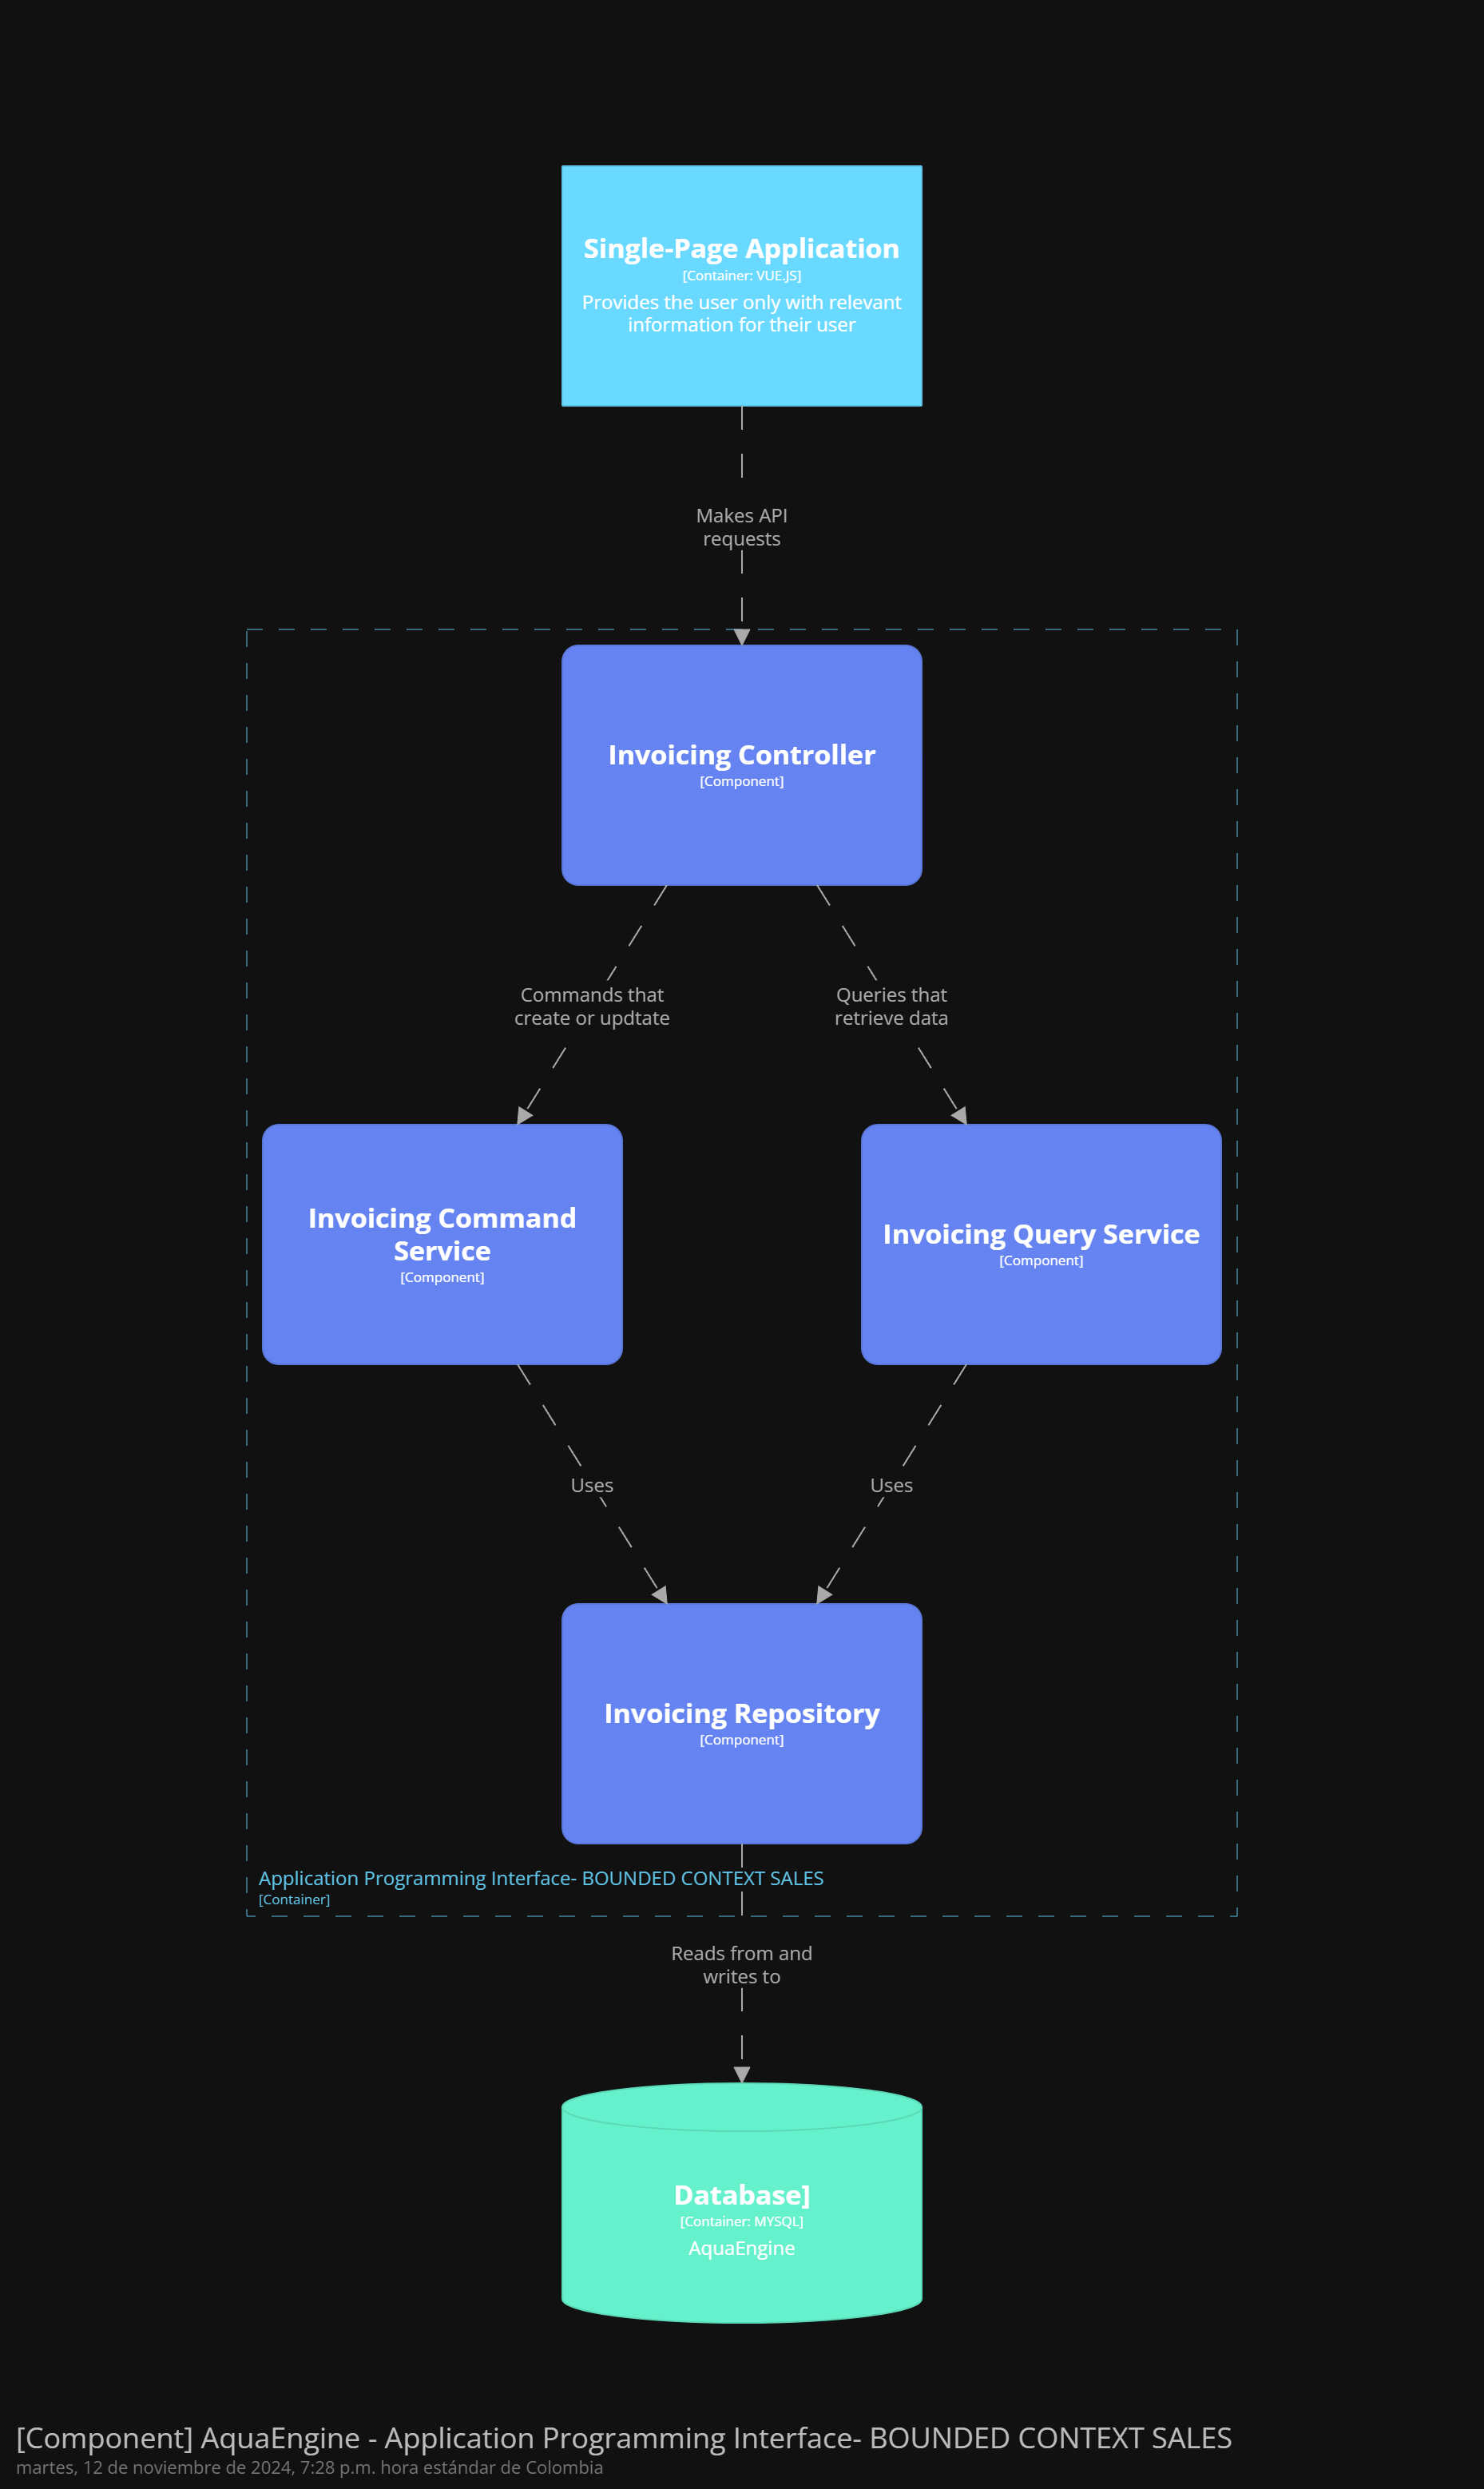 Single-Page Application
[Container: VUE.JS]
Provides the user only with relevant
information for their user
Makes API
requests
Invoicing Controller
[Component]
Commands that
create or updtate
Queries that
retrieve data
Invoicing Command
Service
[Component]
Invoicing Query Service
[Component]
Uses
Uses
Invoicing Repository
[Component]
Application Programming Interface- BOUNDED CONTEXT SALES
[Container]
Reads from and
writes to
Database]
[Container: MYSQL]
AquaEngine
[Component] AquaEngine - Application Programming Interface- BOUNDED CONTEXT SALES
martes, 12 de noviembre de 2024, 7:28 p.m. hora estándar de Colombia